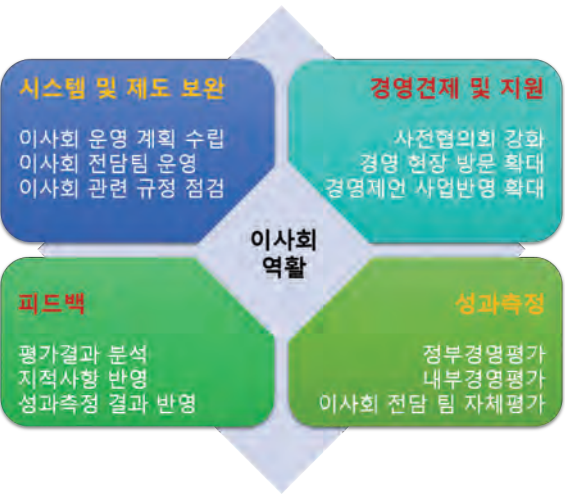 시스템 및 제도 보완
이사회 운영 계획 수립
이사회 전담팀 운영
이사회 관련 규정 점검
경영견제 및 지원
사전협의회 강화
경영 현장 방문 확대
경영제언 사업반영 확대
이사회
역활
피드백
평가결과 분석
지적사항 반영
성과측정 결과 반영
성과측정
정부경영평가
내부경영평가
이사회 전담 팀 자체평가